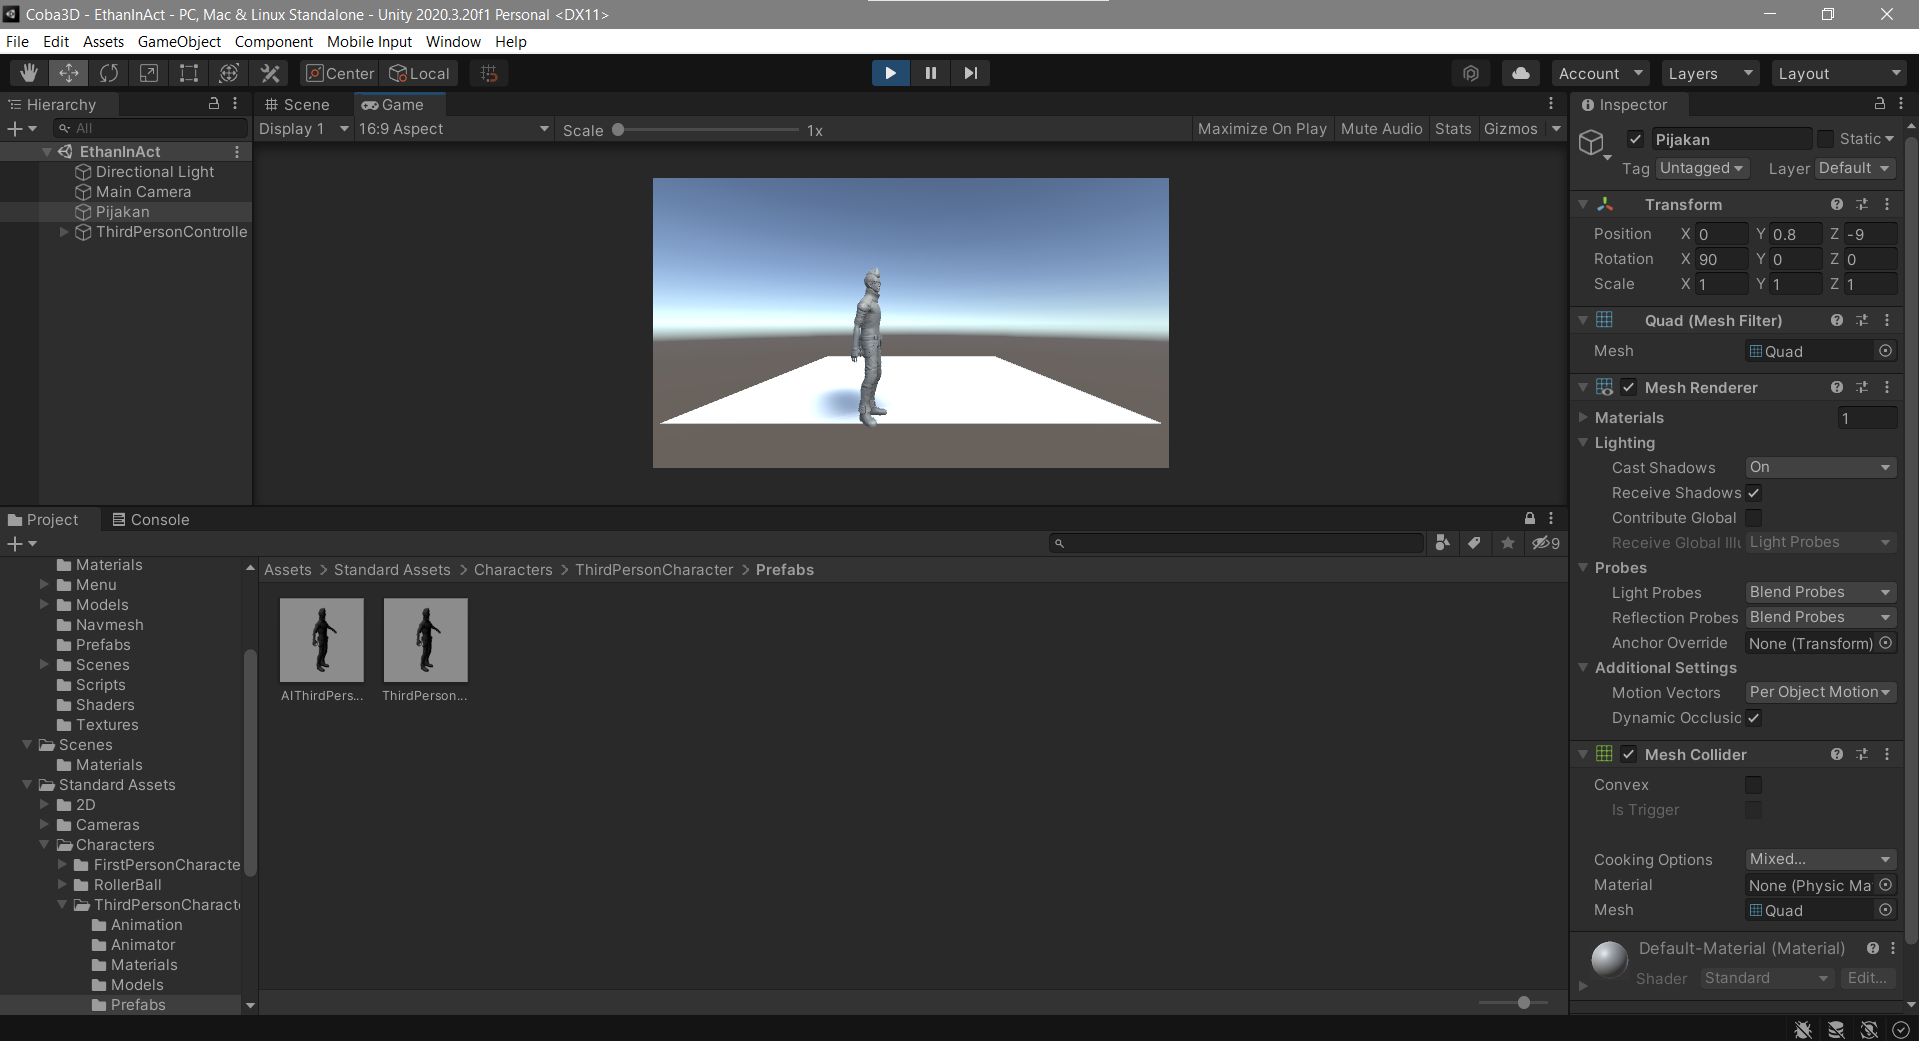 Coba3D - EthanInAct - PC, Mac & Linux Standalone - Unity 2020.3.20f1 Personal <DX11>
File Edit Assets GameObject Component Mobile Input Window Help
Center Local Account Layers Layout
Hierarchy
All
EthanInAct
Directional Light
Main Camera
Pijakan
ThirdPersonControlle
Scene Game
Display 1 16:9 Aspect Scale 1x Maximize On Play Mute Audio Stats Gizmos
Project Console
9
Materials
Menu
Models
Navmesh
Prefabs
Scenes
Scripts
Shaders
Textures
Scenes
Materials
Standard Assets
2D
Cameras
Characters
FirstPersonCharacte
RollerBall
ThirdPersonCharact
Animation
Animator
Materials
Models
Prefabs
Assets > Standard Assets > Characters > ThirdPersonCharacter > Prefabs
AIThirdPers... ThirdPerson...
Inspector
Pijakan Static
Tag Untagged Layer Default
Transform
Position X 0 Y 0.8 Z -9
Rotation X 90 Y 0 Z 0
Scale X 1 Y 1 Z 1
Quad (Mesh Filter)
Mesh Quad
Mesh Renderer
Materials 1
Lighting
Cast Shadows On
Receive Shadows
Contribute Global
Receive Global Illu Light Probes
Probes
Light Probes Blend Probes
Reflection Probes Blend Probes
Anchor Override None (Transform)
Additional Settings
Motion Vectors Per Object Motion
Dynamic Occlusic
Mesh Collider
Convex
Is Trigger
Cooking Options Mixed...
Material None (Physic Ma
Mesh Quad
Default-Material (Material)
Shader Standard Edit...